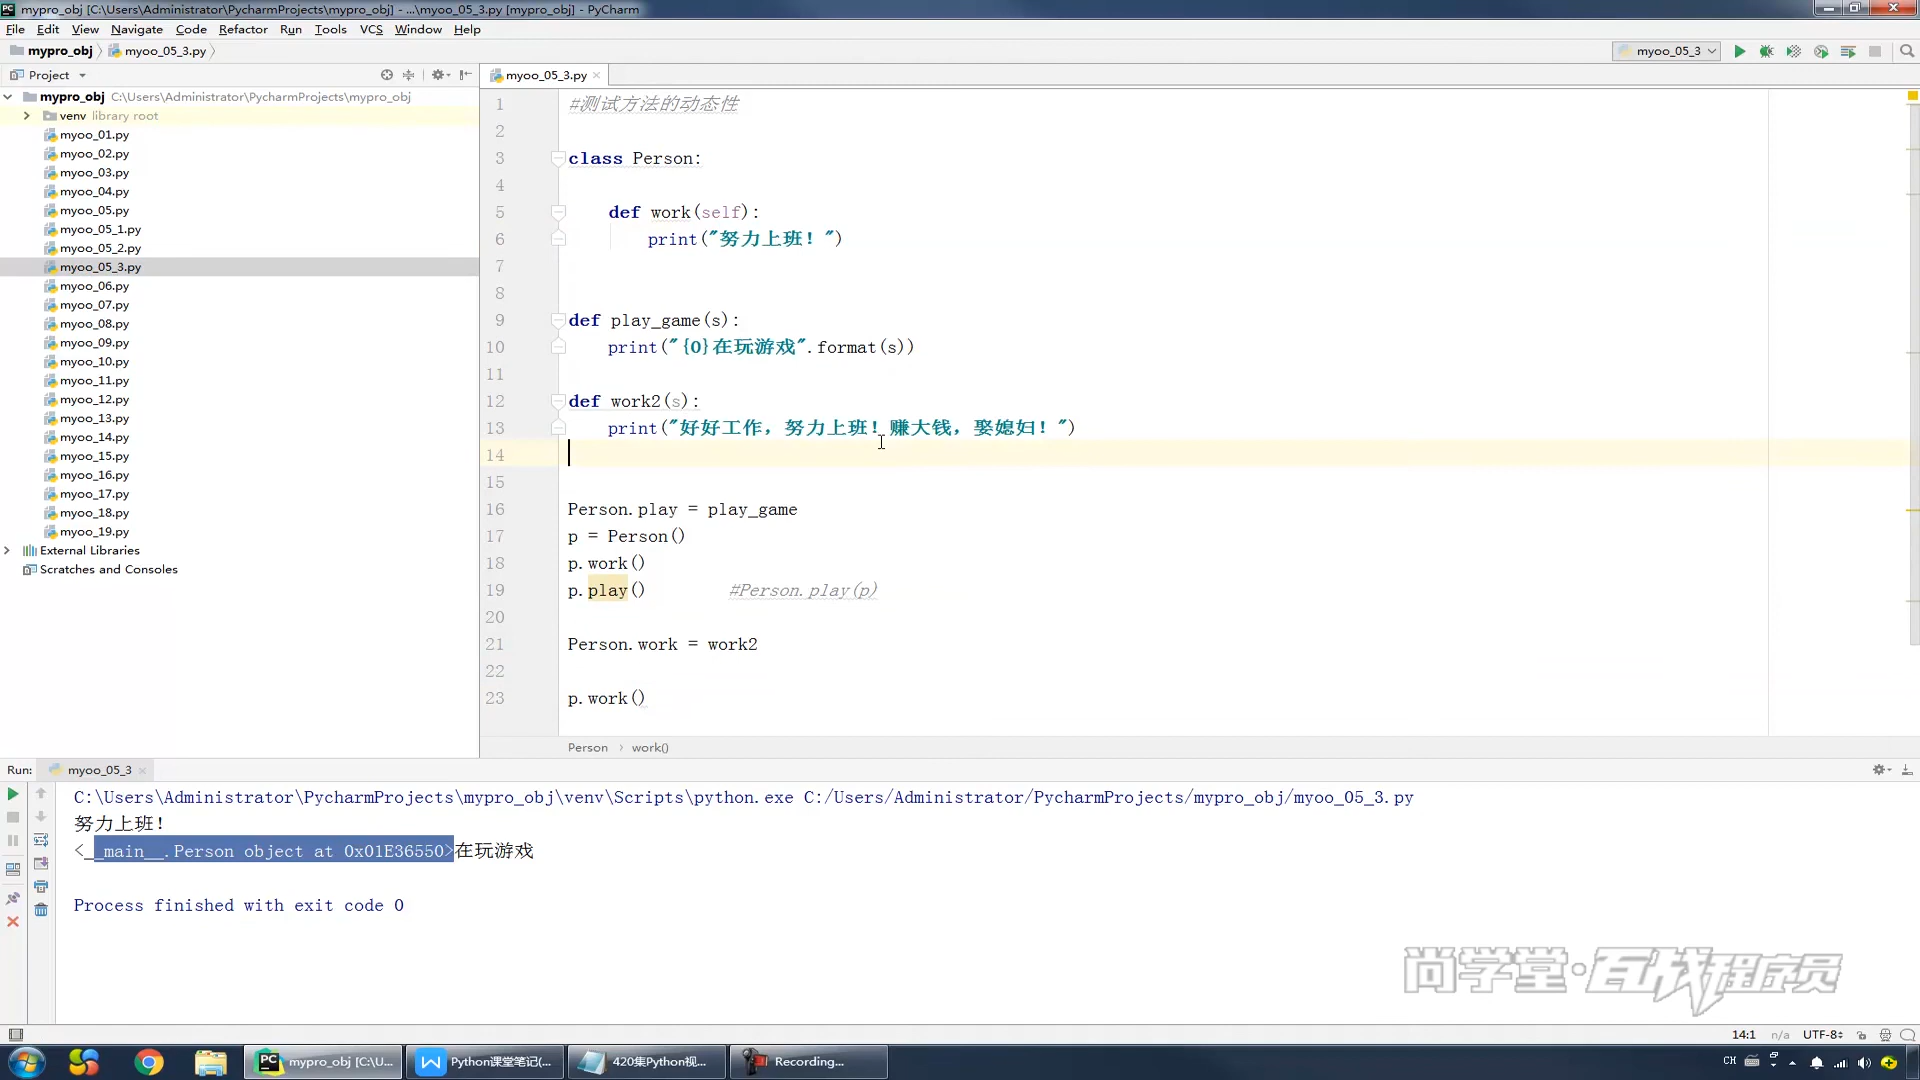 mypro_obj [C:\Users\Administrator\PycharmProjects\mypro_obj] - ...\myoo_05_3.py [mypro_obj] - PyCharm
File Edit View Navigate Code Refactor Run Tools VCS Window Help
mypro_obj myoo_05_3.py
myoo_05_3
Project
myoo_05_3.py
mypro_obj C:\Users\Administrator\PycharmProjects\mypro_obj
venv library root
myoo_01.py
myoo_02.py
myoo_03.py
myoo_04.py
myoo_05.py
myoo_05_1.py
myoo_05_2.py
myoo_05_3.py
myoo_06.py
myoo_07.py
myoo_08.py
myoo_09.py
myoo_10.py
myoo_11.py
myoo_12.py
myoo_13.py
myoo_14.py
myoo_15.py
myoo_16.py
myoo_17.py
myoo_18.py
myoo_19.py
External Libraries
Scratches and Consoles
1 #测试方法的动态性
2
3 class Person:
4
5 def work(self):
6 print("努力上班！")
7
8
9 def play_game(s):
10 print("{0}在玩游戏".format(s))
11
12 def work2(s):
13 print("好好工作，努力上班！赚大钱，娶媳妇！")
14
15
16 Person.play = play_game
17 p = Person()
18 p.work()
19 p.play() #Person.play(p)
20
21 Person.work = work2
22
23 p.work()
Person › work()
Run: myoo_05_3
C:\Users\Administrator\PycharmProjects\mypro_obj\venv\Scripts\python.exe C:/Users/Administrator/PycharmProjects/mypro_obj/myoo_05_3.py
努力上班！
<__main__.Person object at 0x01E36550>在玩游戏
Process finished with exit code 0
尚学堂·百战程序员
14:1 n/a UTF-8
PC mypro_obj [C:\U...
Python课堂笔记(...
420集Python视...
Recording...
CH